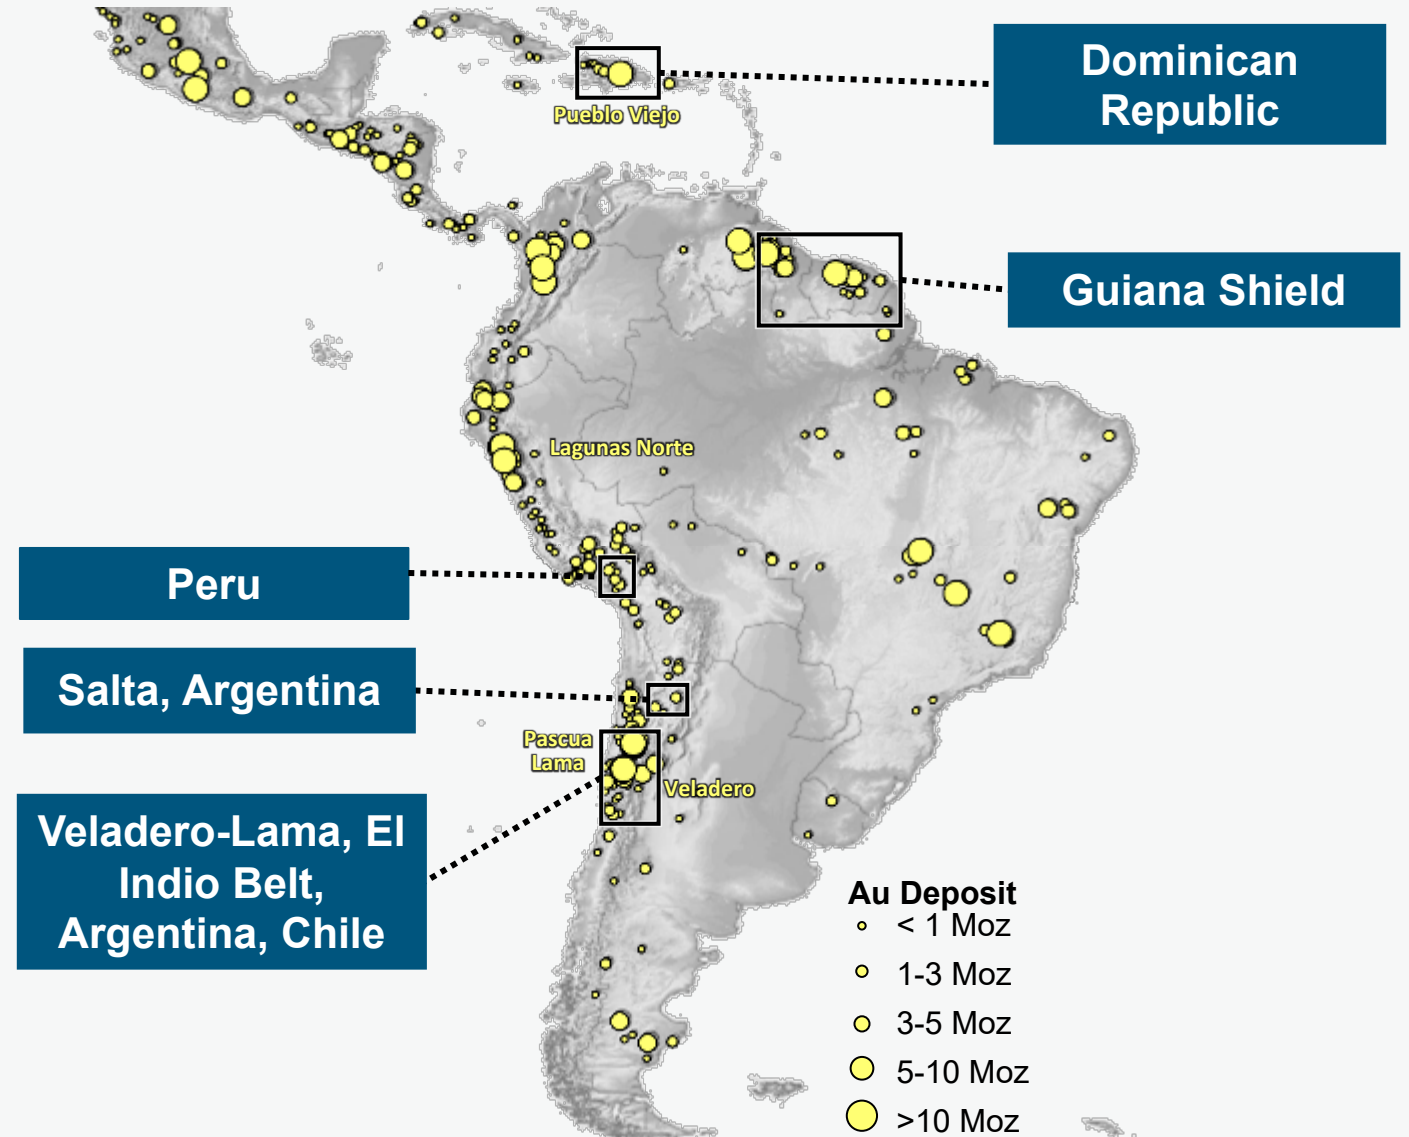 Dominican
Republic
Pueblo Viejo
Guiana Shield
Lagunas Norte
Peru
Salta, Argentina
Pascua
Lama
Veladero
Veladero-Lama, El
Indio Belt,
Argentina, Chile
Au Deposit
< 1 Moz
1-3 Moz
3-5 Moz
5-10 Moz
>10 Moz